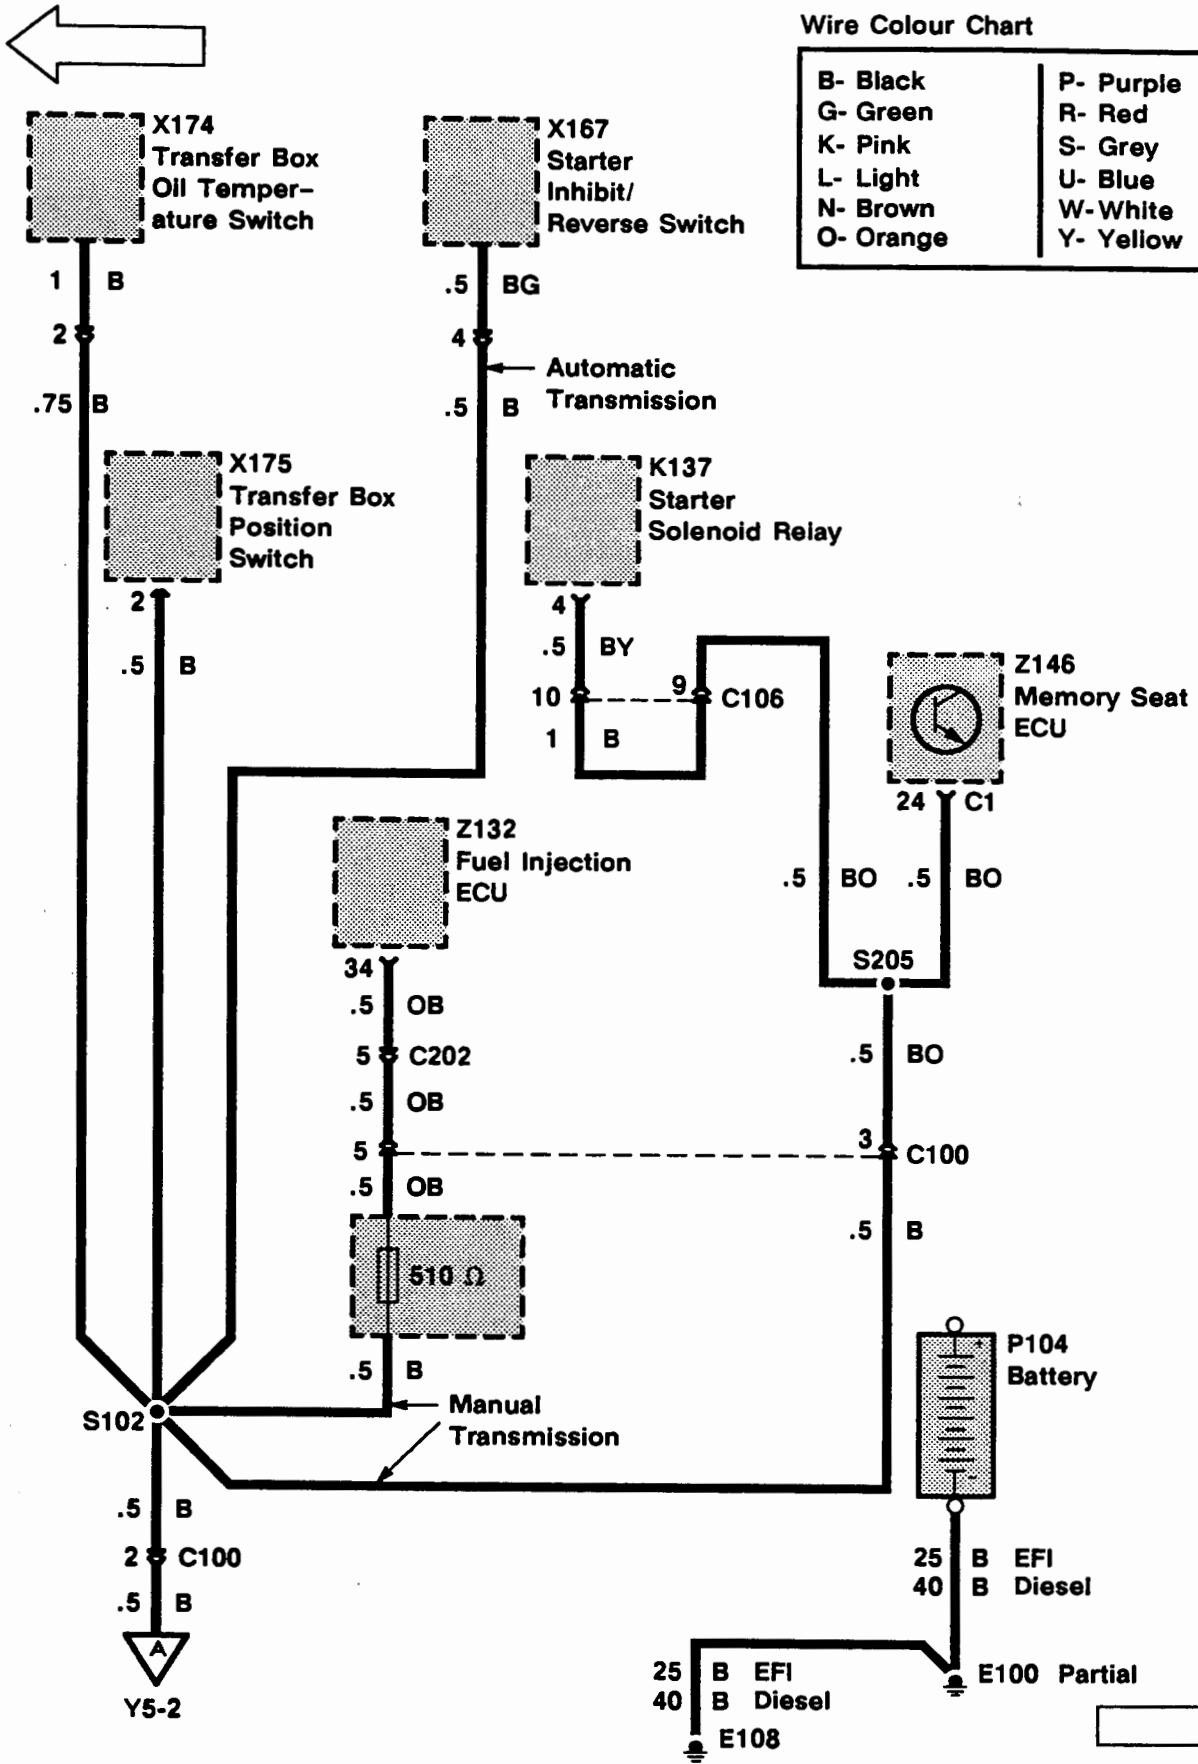 Wire Colour Chart
B- Black
G- Green
K- Pink
L- Light
N- Brown
O- Orange
P- Purple
R- Red
S- Grey
U- Blue
W- White
Y- Yellow
X174
Transfer Box
Oil Temper-
ature Switch
X167
Starter
Inhibit/
Reverse Switch
1 B
2
.75 B
.5 BG
4
Automatic
Transmission
.5 B
X175
Transfer Box
Position
Switch
2
.5 B
K137
Starter
Solenoid Relay
4
.5 BY
10
9 C106
1 B
Z146
Memory Seat
ECU
24 C1
.5 BO
.5 BO
Z132
Fuel Injection
ECU
34
.5 OB
5 C202
.5 OB
5
.5 OB
510 Ω
.5 B
S205
.5 BO
3 C100
.5 B
Manual
Transmission
S102
.5 B
2 C100
.5 B
A
Y5-2
+
P104
Battery
-
25 B EFI
40 B Diesel
E100 Partial
25 B EFI
40 B Diesel
E108